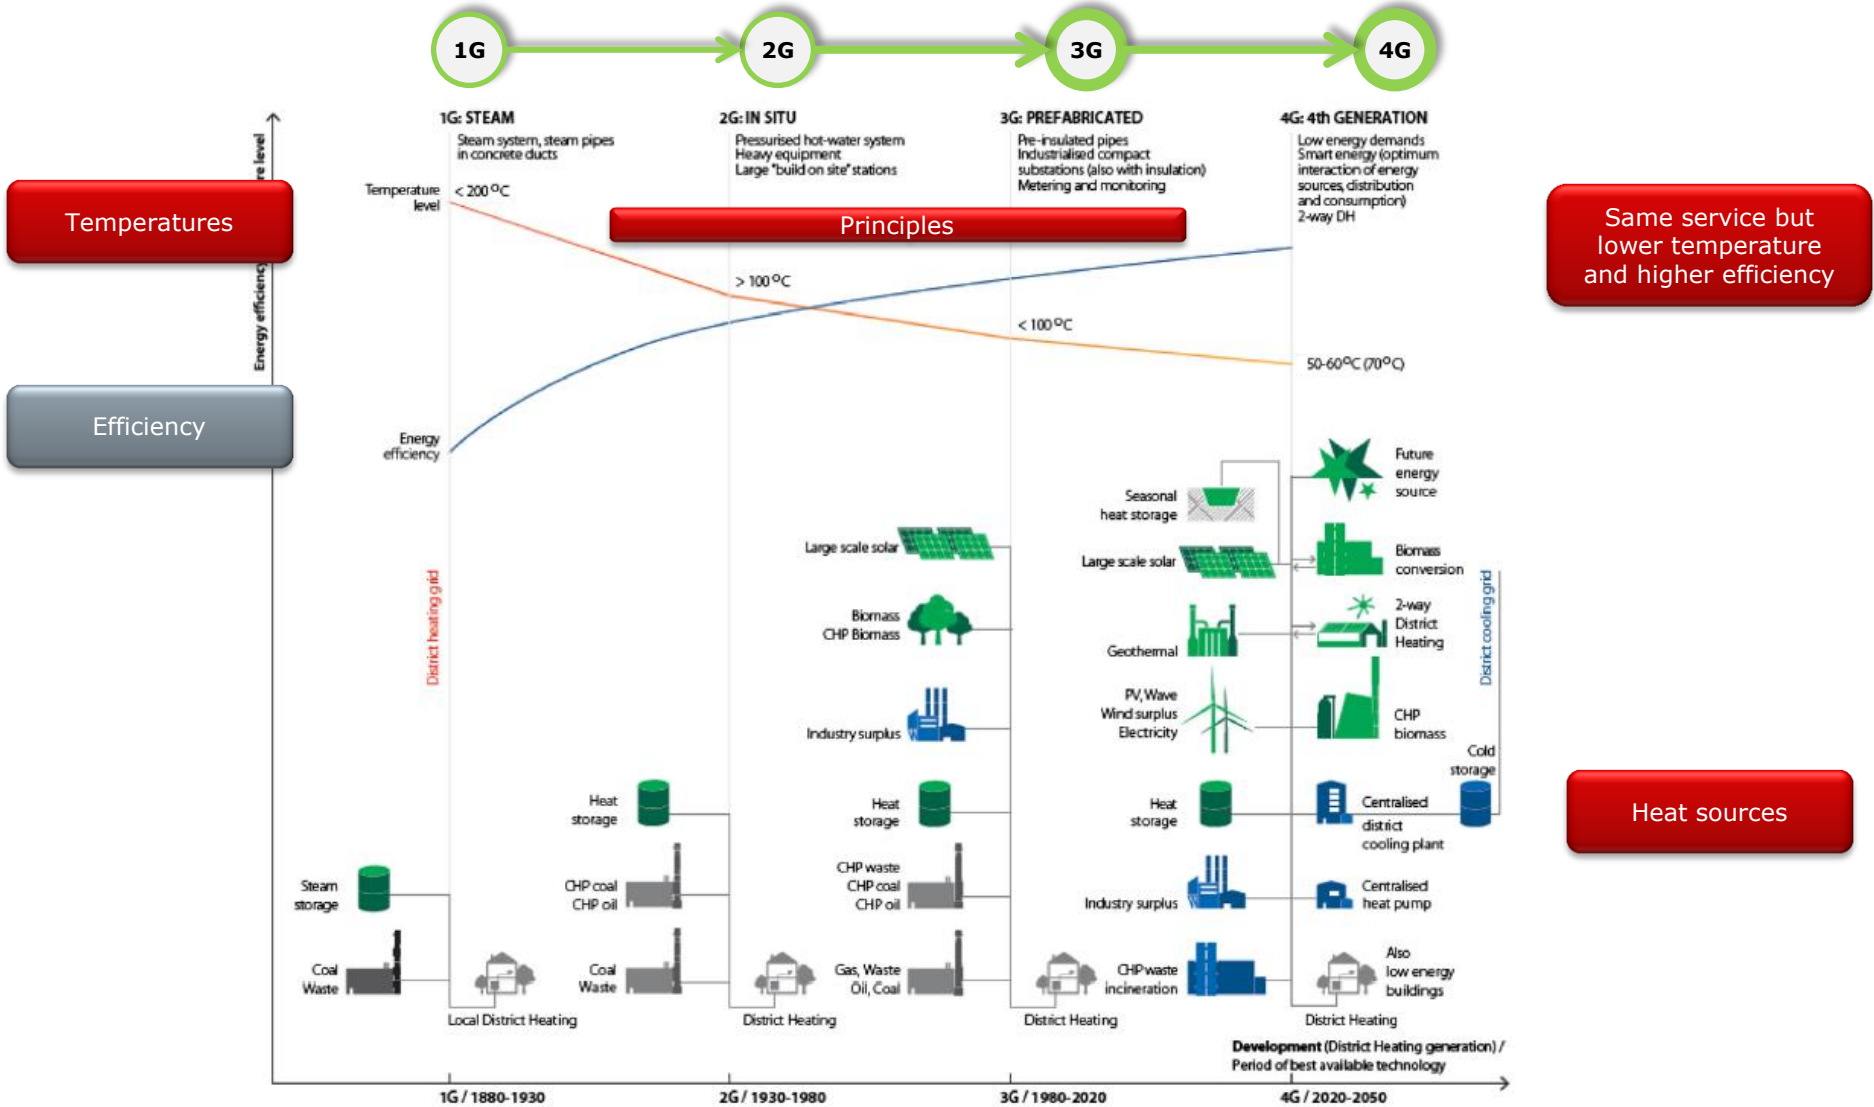 1G
2G
3G
4G
1G: STEAM
Steam system, steam pipes
in concrete ducts
2G: IN SITU
Pressurised hot-water system
Heavy equipment
Large "build on site" stations
3G: PREFABRICATED
Pre-insulated pipes
Industrialised compact
substations (also with insulation)
Metering and monitoring
4G: 4th GENERATION
Low energy demands
Smart energy (optimum
interaction of energy
sources, distribution
and consumption)
2-way DH
Energy efficiency
level
Temperatures
Efficiency
Principles
Same service but
lower temperature
and higher efficiency
Heat sources
Temperature
level
< 200 °C
> 100 °C
< 100 °C
50-60°C (70°C)
Energy
efficiency
District heating grid
Steam
storage
Coal
Waste
Local District Heating
Heat
storage
CHP coal
CHP oil
Coal
Waste
District Heating
Large scale solar
Biomass
CHP Biomass
Industry surplus
Heat
storage
CHP waste
CHP coal
CHP oil
Gas, Waste
Oil, Coal
District Heating
Seasonal
heat storage
Large scale solar
Geothermal
PV, Wave
Wind surplus
Electricity
Heat
storage
Industry surplus
CHP waste
incineration
Future
energy
source
Biomass
conversion
2-way
District
Heating
CHP
biomass
Cold
storage
Centralised
district
cooling plant
Centralised
heat pump
Also
low energy
buildings
District Heating
District cooling grid
Development (District Heating generation) /
Period of best available technology
1G / 1880-1930
2G / 1930-1980
3G / 1980-2020
4G / 2020-2050